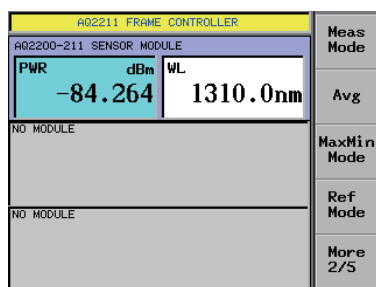 AQ2211 FRAME CONTROLLER
AQ2200-211 SENSOR MODULE
PWR dBm
-84.264
WL
1310.0nm
NO MODULE
NO MODULE
Meas
Mode
Avg
MaxMin
Mode
Ref
Mode
More
2/5